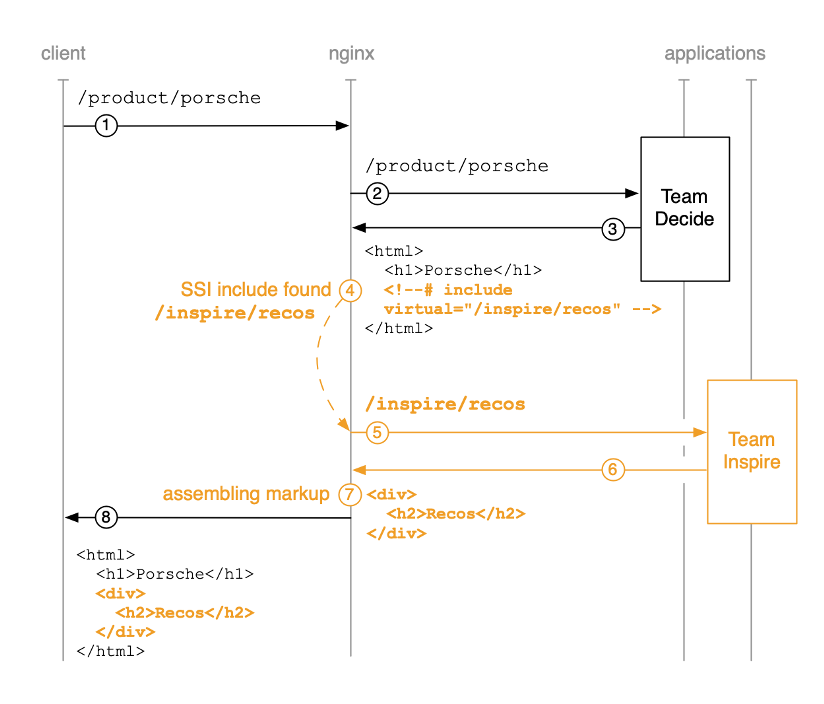 client
nginx
applications
/product/porsche
1
/product/porsche
2
Team
Decide
3
<html>
<h1>Porsche</h1>
<!--# include
virtual="/inspire/recos" -->
</html>
SSI include found
/inspire/recos
4
/inspire/recos
5
Team
Inspire
6
assembling markup
7
<div>
<h2>Recos</h2>
</div>
8
<html>
<h1>Porsche</h1>
<div>
<h2>Recos</h2>
</div>
</html>